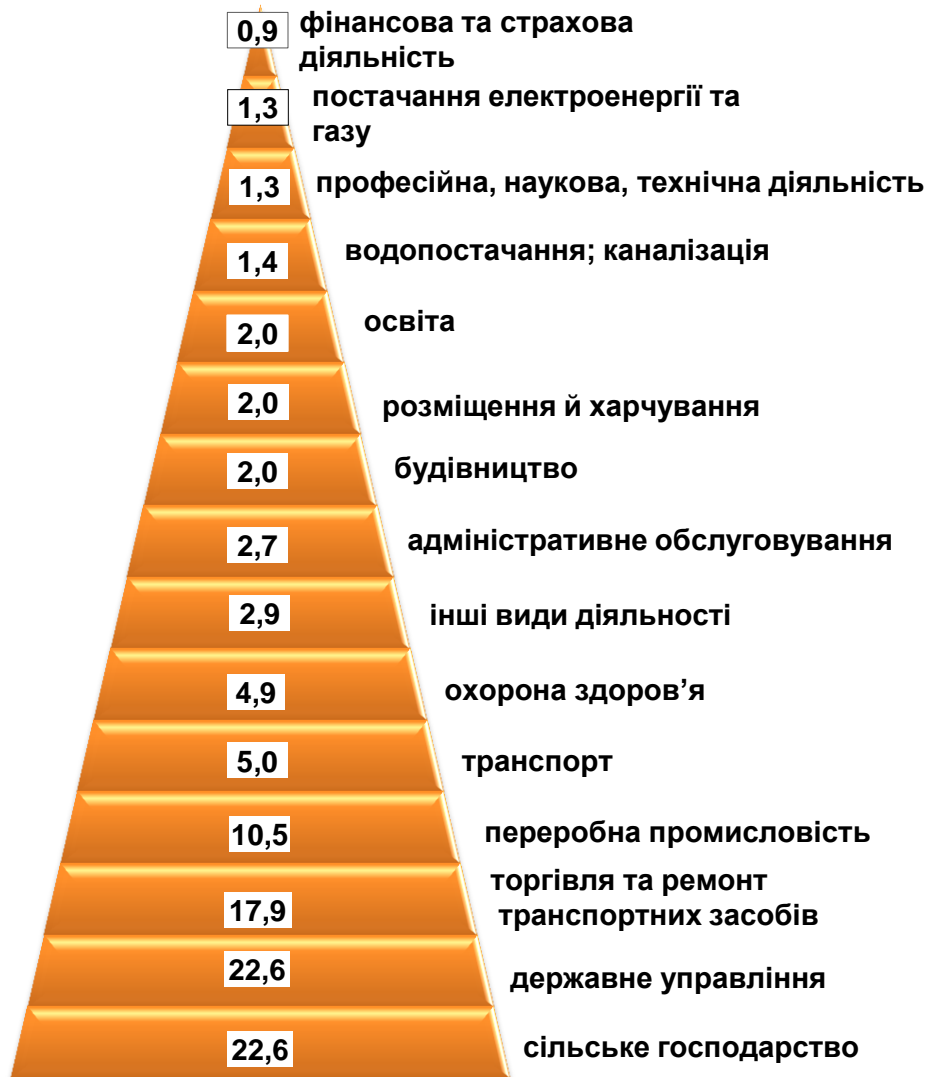 0,9
фінансова та страхова
діяльність
1,3
постачання електроенергії та
газу
1,3
професійна, наукова, технічна діяльність
1,4
водопостачання; каналізація
2,0
освіта
2,0
розміщення й харчування
2,0
будівництво
2,7
адміністративне обслуговування
2,9
інші види діяльності
4,9
охорона здоров’я
5,0
транспорт
10,5
переробна промисловість
17,9
торгівля та ремонт
транспортних засобів
22,6
державне управління
22,6
сільське господарство